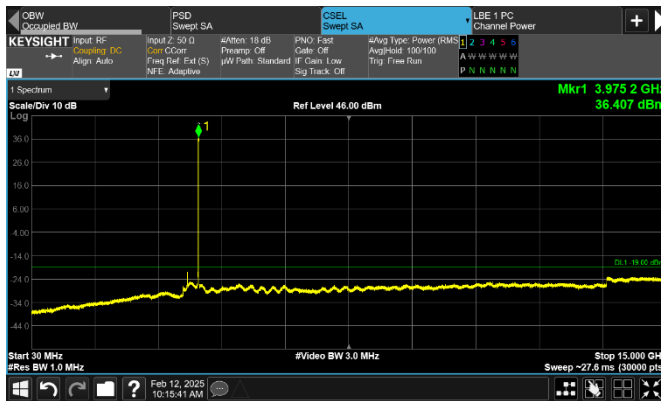 OBW
Occupied BW
PSD
Swept SA
CSEL
Swept SA
LBE 1 PC
Channel Power
KEYSIGHT
Input: RF
Coupling: DC
Align: Auto
Input Z: 50 Ω
Corr CCorr
Freq Ref: Ext (S)
NFE: Adaptive
#Atten: 18 dB
Preamp: Off
µW Path: Standard
PNO: Fast
Gate: Off
IF Gain: Low
Sig Track: Off
#Avg Type: Power (RMS
Avg|Hold: 100/100
Trig: Free Run
1 2 3 4 5 6
A W W W W W
P N N N N N
LXI
1 Spectrum
Scale/Div 10 dB
Ref Level 46.00 dBm
Mkr1 3.975 2 GHz
36.407 dBm
Log
36.0
26.0
16.0
6.00
-4.00
-14.0
-24.0
-34.0
-44.0
1
DL1 -19.00 dBm
Start 30 MHz
#Res BW 1.0 MHz
#Video BW 3.0 MHz
Stop 15.000 GHz
Sweep ~27.6 ms (30000 pts)
Feb 12, 2025
10:15:41 AM